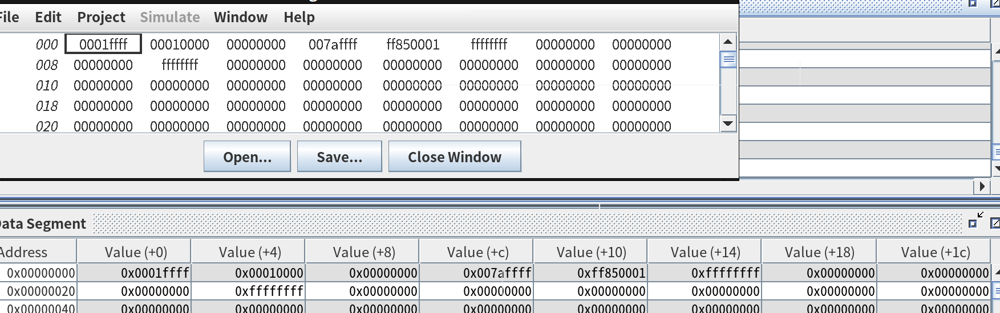 File Edit Project Simulate Window Help
000 0001ffff 00010000 00000000 007affff ff850001 ffffffff 00000000 00000000
008 00000000 ffffffff 00000000 00000000 00000000 00000000 00000000 00000000
010 00000000 00000000 00000000 00000000 00000000 00000000 00000000 00000000
018 00000000 00000000 00000000 00000000 00000000 00000000 00000000 00000000
020 00000000 00000000 00000000 00000000 00000000 00000000 00000000 00000000
Open... Save... Close Window
Data Segment
Address Value (+0) Value (+4) Value (+8) Value (+c) Value (+10) Value (+14) Value (+18) Value (+1c)
0x00000000 0x0001ffff 0x00010000 0x00000000 0x007affff 0xff850001 0xffffffff 0x00000000 0x00000000
0x00000020 0x00000000 0xffffffff 0x00000000 0x00000000 0x00000000 0x00000000 0x00000000 0x00000000
0x00000040 0x00000000 0x00000000 0x00000000 0x00000000 0x00000000 0x00000000 0x00000000 0x00000000